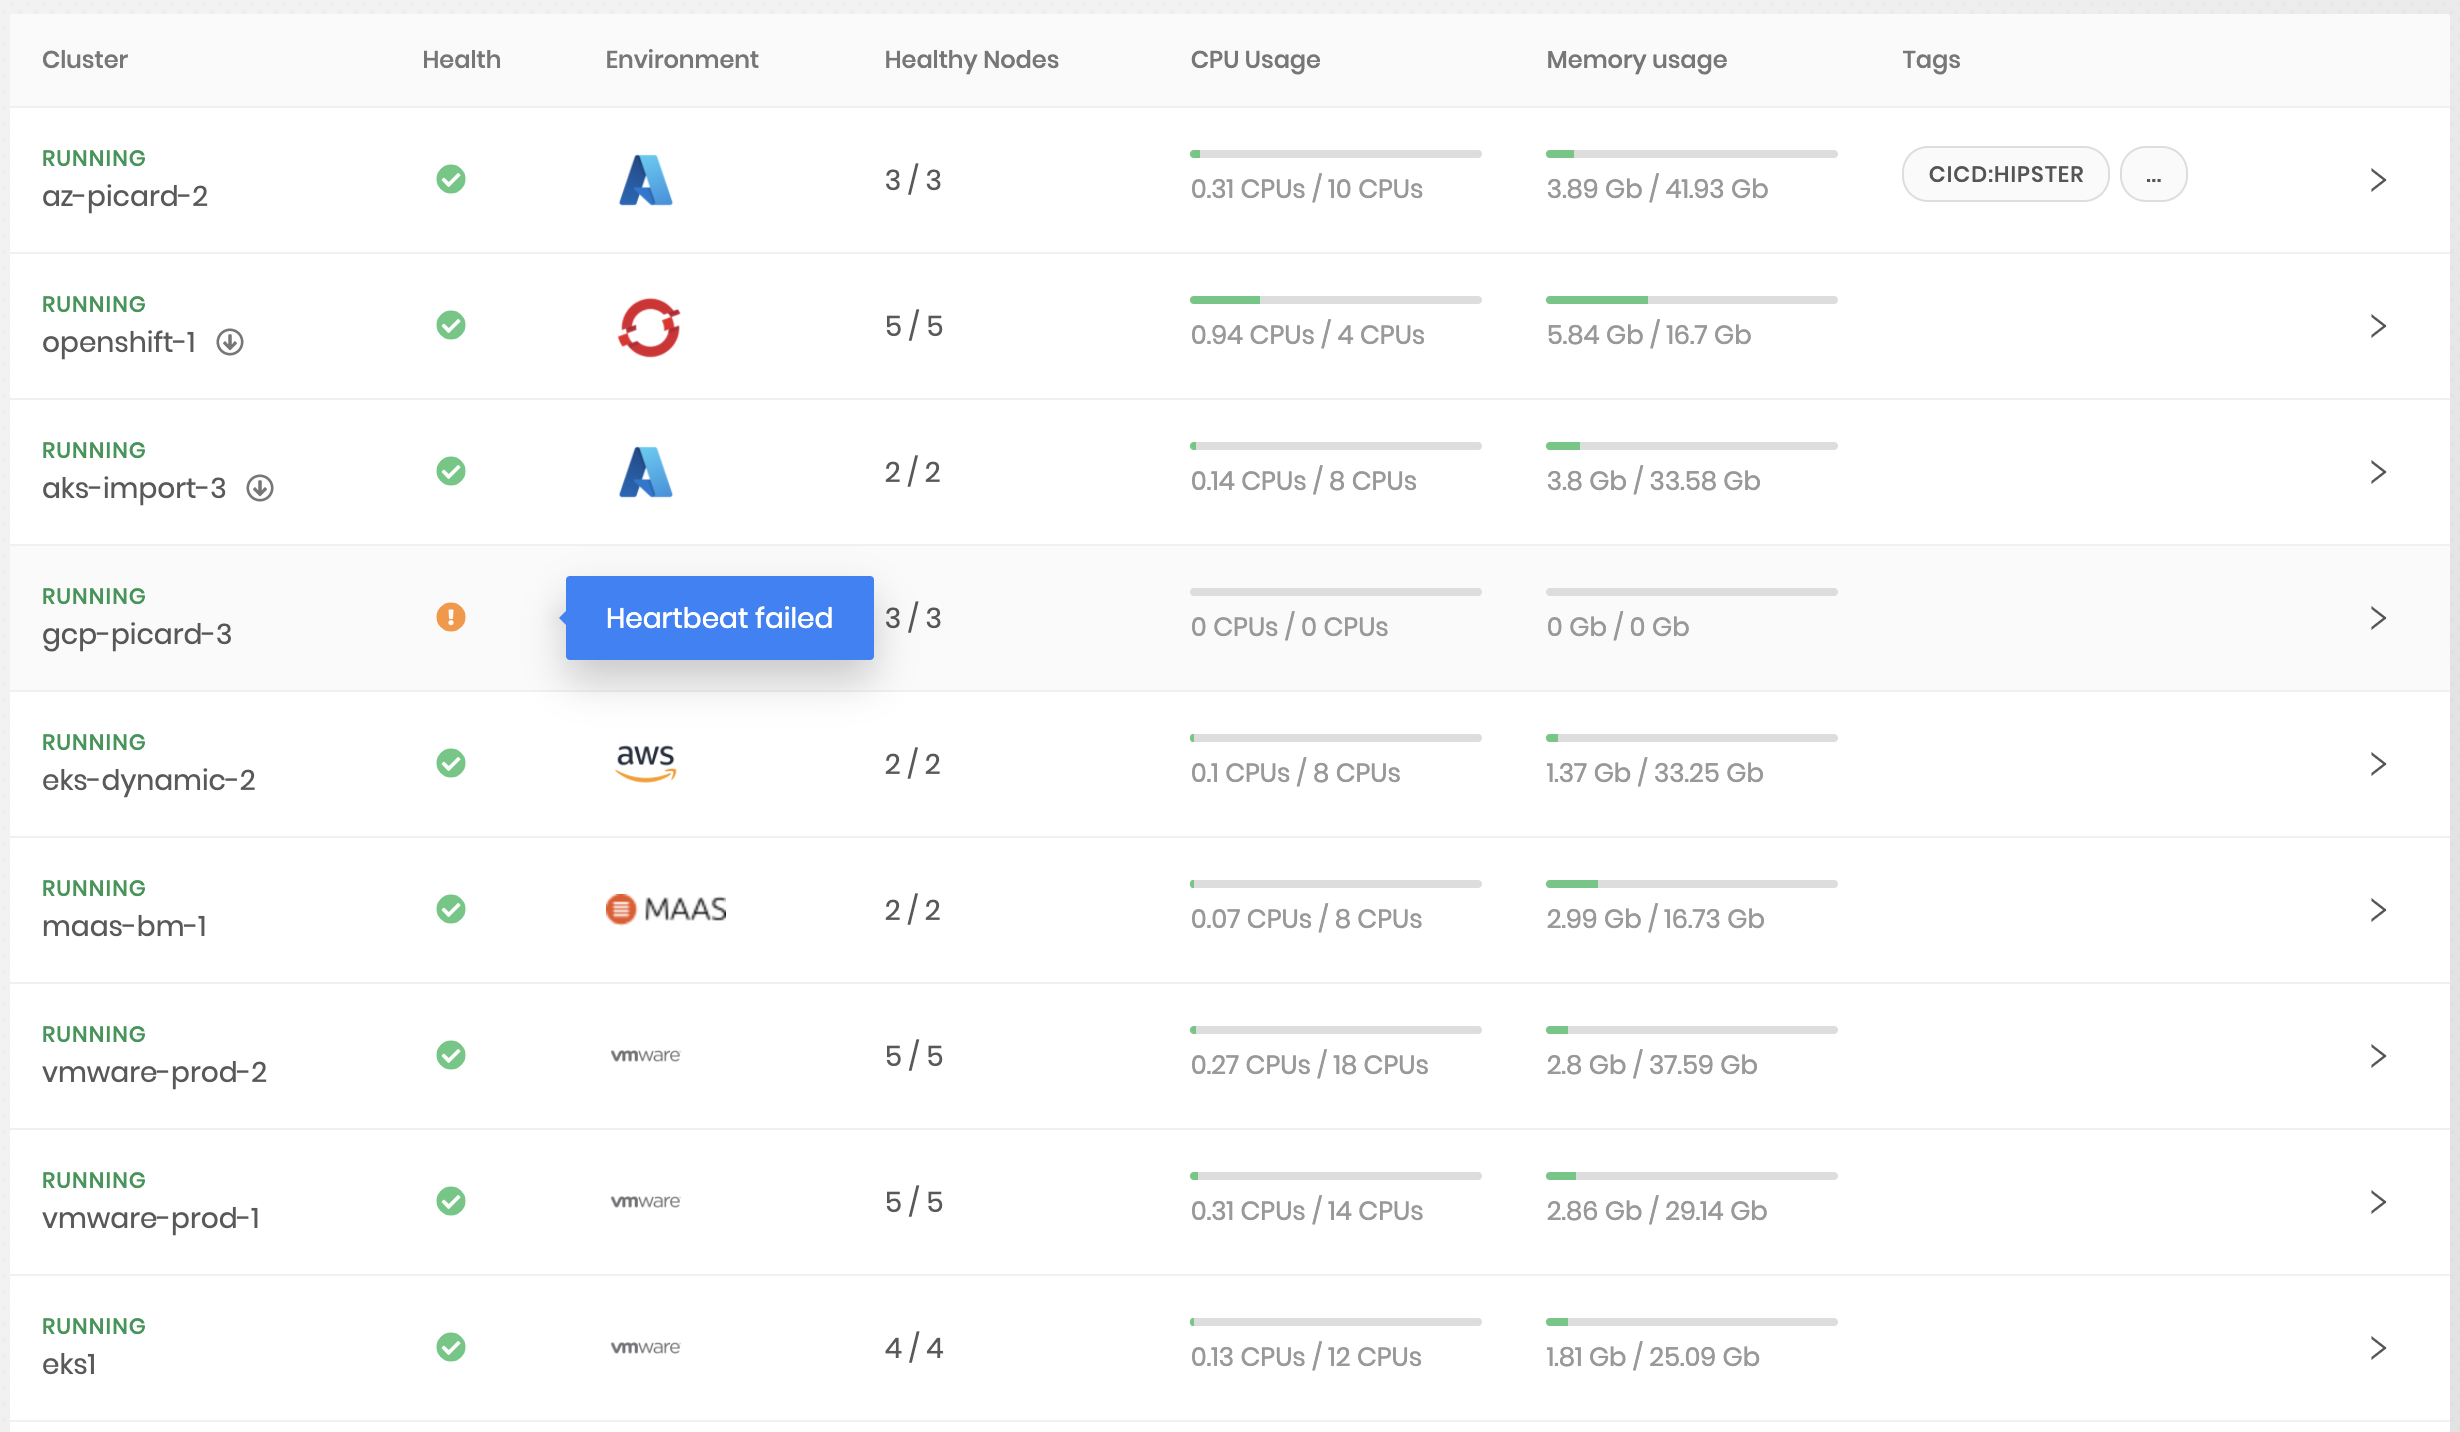 Cluster Health Environment Healthy Nodes CPU Usage Memory usage Tags
RUNNING
az-picard-2
3 / 3
0.31 CPUs / 10 CPUs
3.89 Gb / 41.93 Gb
CICD:HIPSTER ...
RUNNING
openshift-1
5 / 5
0.94 CPUs / 4 CPUs
5.84 Gb / 16.7 Gb
RUNNING
aks-import-3
2 / 2
0.14 CPUs / 8 CPUs
3.8 Gb / 33.58 Gb
RUNNING
gcp-picard-3
Heartbeat failed
3 / 3
0 CPUs / 0 CPUs
0 Gb / 0 Gb
RUNNING
eks-dynamic-2
aws
2 / 2
0.1 CPUs / 8 CPUs
1.37 Gb / 33.25 Gb
RUNNING
maas-bm-1
MAAS
2 / 2
0.07 CPUs / 8 CPUs
2.99 Gb / 16.73 Gb
RUNNING
vmware-prod-2
vmware
5 / 5
0.27 CPUs / 18 CPUs
2.8 Gb / 37.59 Gb
RUNNING
vmware-prod-1
vmware
5 / 5
0.31 CPUs / 14 CPUs
2.86 Gb / 29.14 Gb
RUNNING
eks1
vmware
4 / 4
0.13 CPUs / 12 CPUs
1.81 Gb / 25.09 Gb